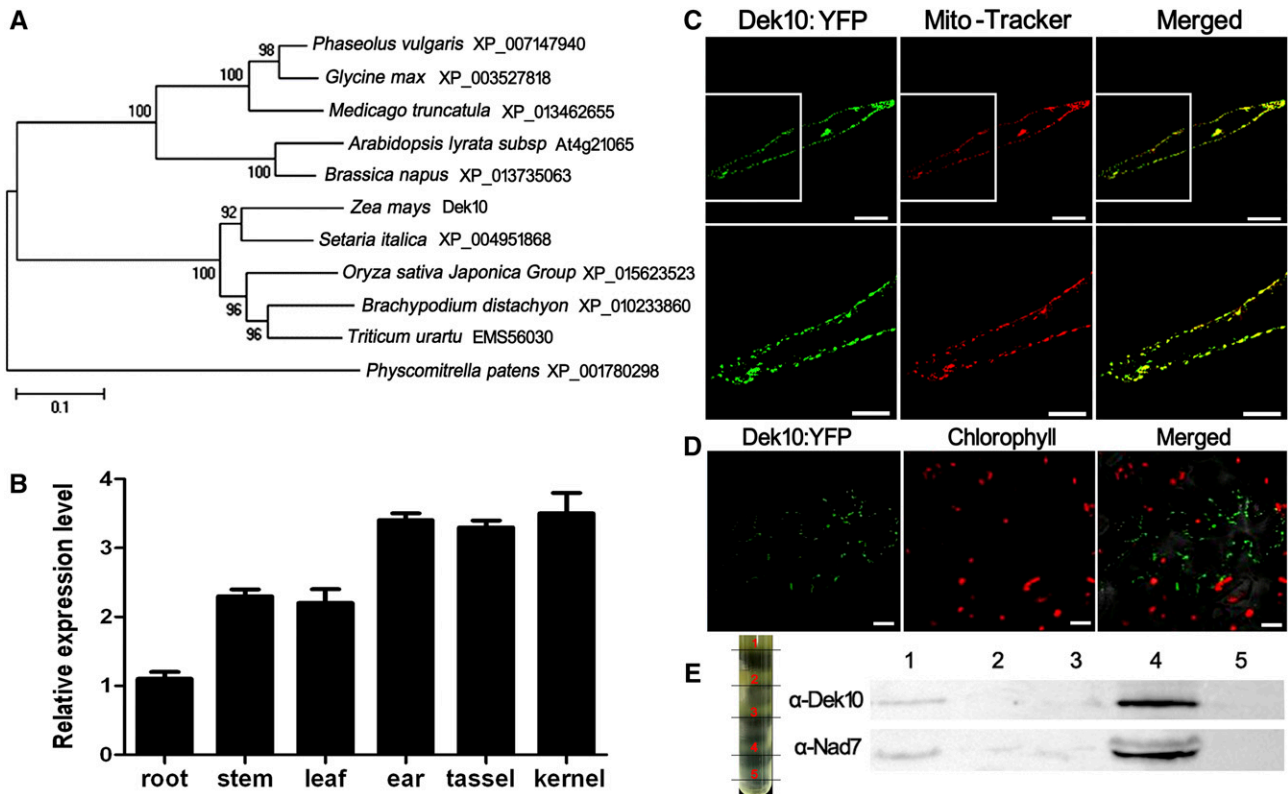 A
Phaseolus vulgaris XP_007147940
98
Glycine max XP_003527818
100
Medicago truncatula XP_013462655
100
Arabidopsis lyrata subsp At4g21065
100
Brassica napus XP_013735063
92
Zea mays Dek10
Setaria italica XP_004951868
100
Oryza sativa Japonica Group XP_015623523
96
Brachypodium distachyon XP_010233860
96
Triticum urartu EMS56030
Physcomitrella patens XP_001780298
0.1
B
Relative expression level
4
3
2
1
0
root stem leaf ear tassel kernel
C
Dek10:YFP Mito-Tracker Merged
D
Dek10:YFP Chlorophyll Merged
E
1
2
3
4
5
1 2 3 4 5
α-Dek10
α-Nad7